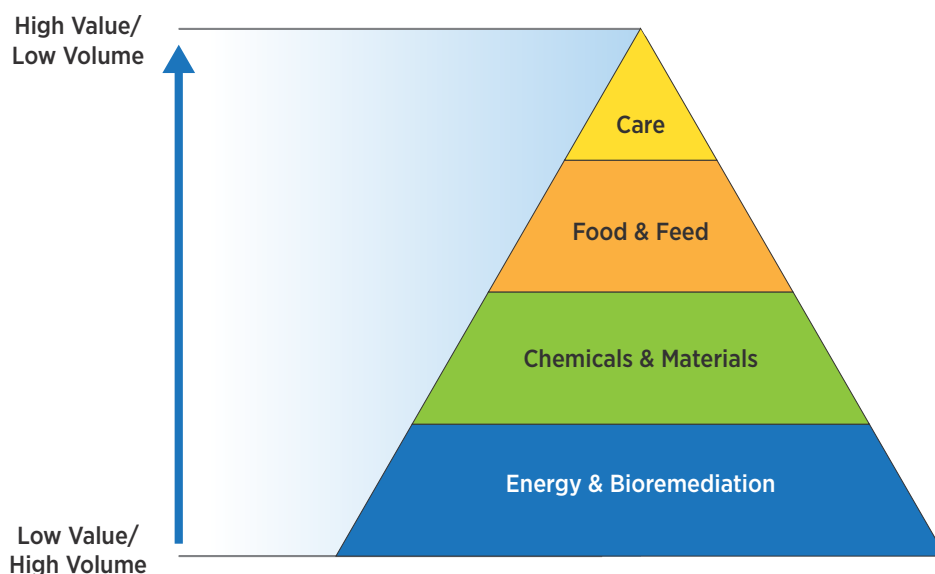 High Value/
Low Volume
Care
Food & Feed
Chemicals & Materials
Energy & Bioremediation
Low Value/
High Volume